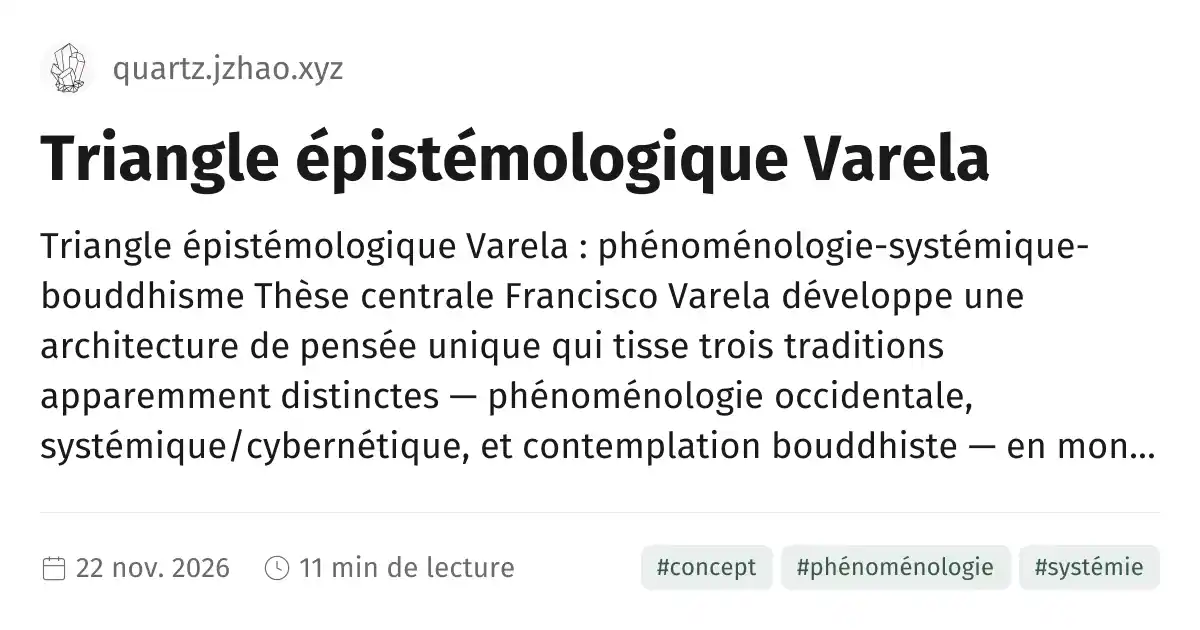 quartz.jzhao.xyz
Triangle épistémologique Varela
Triangle épistémologique Varela : phénoménologie-systémique-
bouddhisme Thèse centrale Francisco Varela développe une
architecture de pensée unique qui tisse trois traditions
apparemment distinctes — phénoménologie occidentale,
systémique/cybernétique, et contemplation bouddhiste — en mon...
22 nov. 2026 11 min de lecture #concept #phénoménologie #systémie